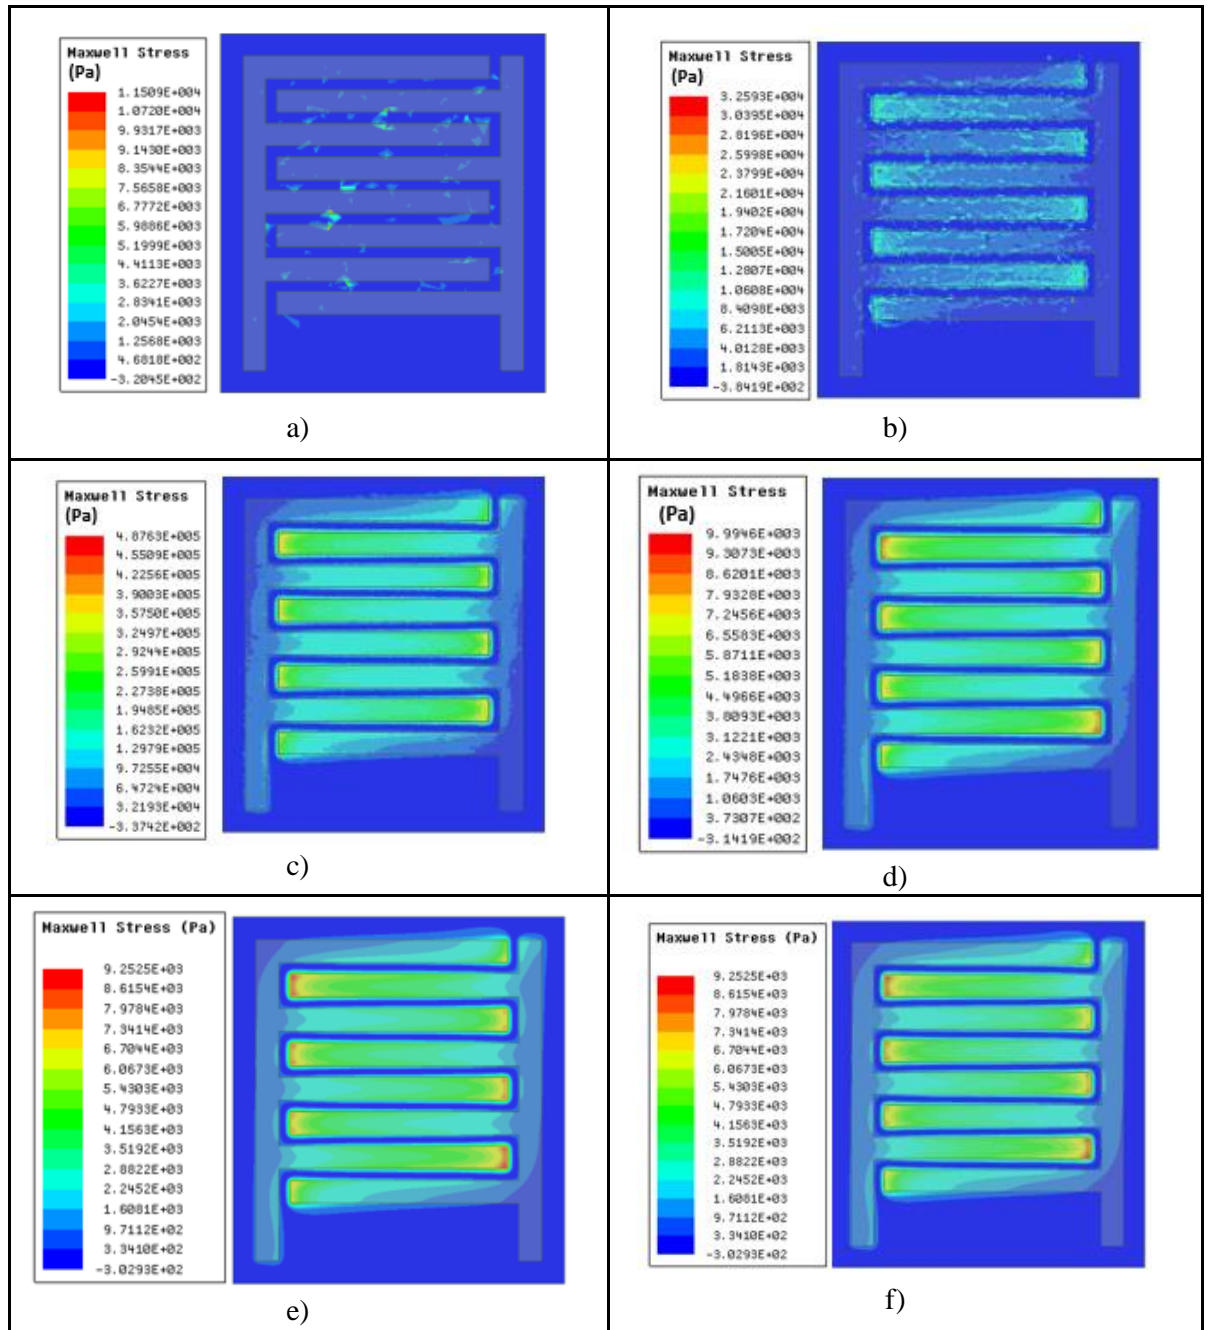 Maxwell Stress
(Pa)
1.1509E+004
1.0720E+004
9.9317E+003
9.1430E+003
8.3544E+003
7.5658E+003
6.7772E+003
5.9886E+003
5.1999E+003
4.4113E+003
3.6227E+003
2.8341E+003
2.0454E+003
1.2568E+003
4.6818E+002
-3.2045E+002
a)
Maxwell Stress
(Pa)
3.2593E+004
3.0395E+004
2.8196E+004
2.5998E+004
2.3799E+004
2.1601E+004
1.9402E+004
1.7204E+004
1.5005E+004
1.2807E+004
1.0608E+004
8.4098E+003
6.2113E+003
4.0128E+003
1.8143E+003
-3.8419E+002
b)
Maxwell Stress
(Pa)
4.8763E+005
4.5509E+005
4.2256E+005
3.9003E+005
3.5750E+005
3.2497E+005
2.9244E+005
2.5991E+005
2.2738E+005
1.9485E+005
1.6232E+005
1.2979E+005
9.7255E+004
6.4724E+004
3.2193E+004
-3.3742E+002
c)
Maxwell Stress
(Pa)
9.9946E+003
9.3073E+003
8.6201E+003
7.9328E+003
7.2456E+003
6.5583E+003
5.8711E+003
5.1838E+003
4.4966E+003
3.8093E+003
3.1221E+003
2.4348E+003
1.7476E+003
1.0603E+003
3.7307E+002
-3.1419E+002
d)
Maxwell Stress (Pa)
9.2525E+03
8.6154E+03
7.9784E+03
7.3414E+03
6.7044E+03
6.0673E+03
5.4303E+03
4.7933E+03
4.1563E+03
3.5192E+03
2.8822E+03
2.2452E+03
1.6081E+03
9.7112E+02
3.3410E+02
-3.0293E+02
e)
Maxwell Stress (Pa)
9.2525E+03
8.6154E+03
7.9784E+03
7.3414E+03
6.7044E+03
6.0673E+03
5.4303E+03
4.7933E+03
4.1563E+03
3.5192E+03
2.8822E+03
2.2452E+03
1.6081E+03
9.7112E+02
3.3410E+02
-3.0293E+02
f)